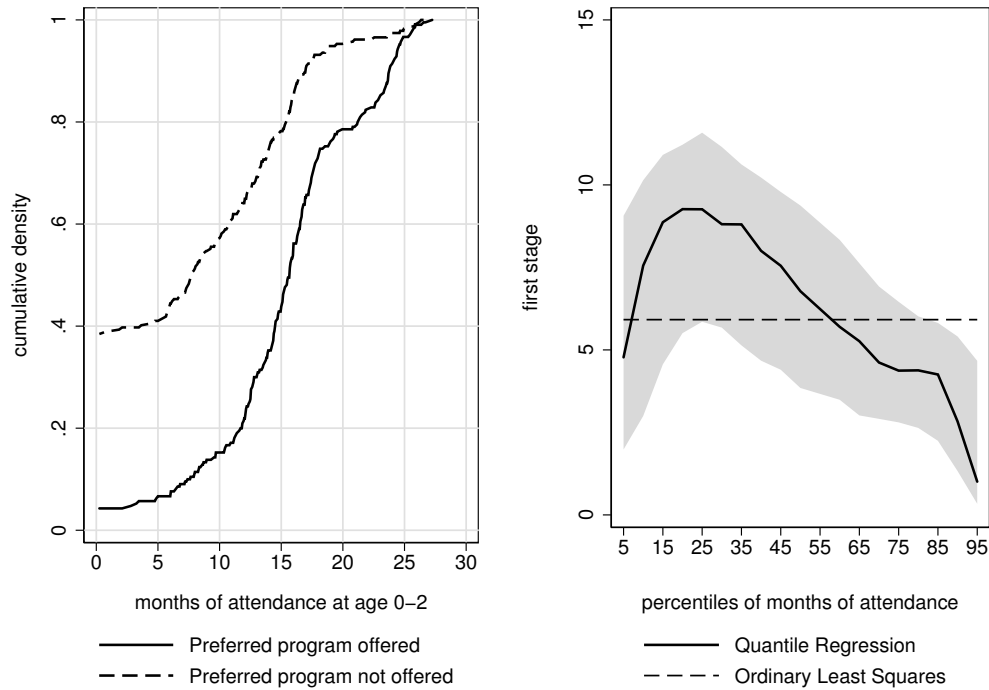 cumulative density
1
.8
.6
.4
.2
0
0 5 10 15 20 25 30
months of attendance at age 0−2
Preferred program offered
Preferred program not offered
first stage
15
10
5
0
5 15 25 35 45 55 65 75 85 95
percentiles of months of attendance
Quantile Regression
Ordinary Least Squares